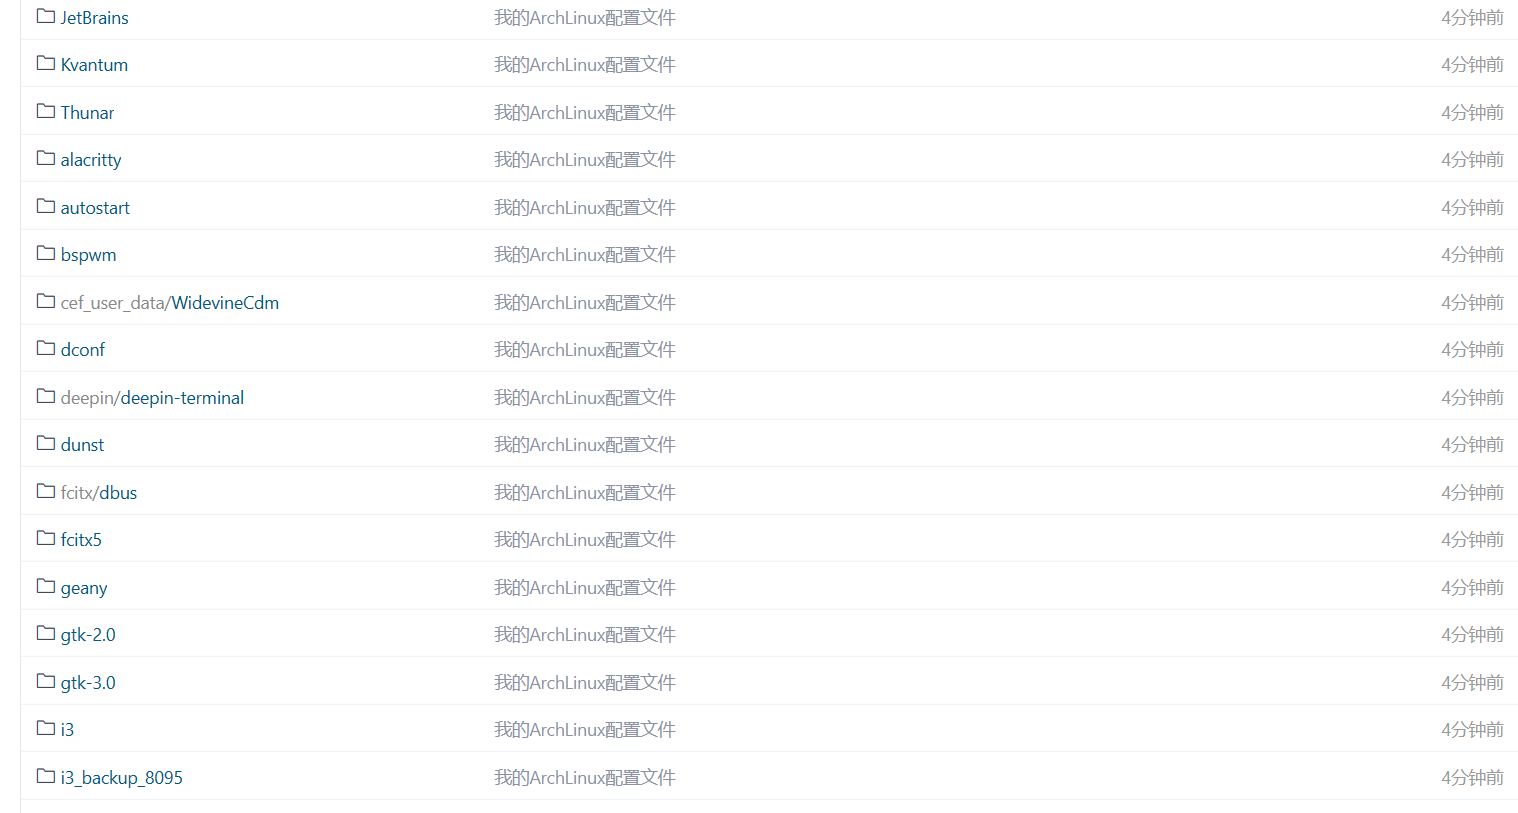 JetBrains 我的ArchLinux配置文件 4分钟前
Kvantum 我的ArchLinux配置文件 4分钟前
Thunar 我的ArchLinux配置文件 4分钟前
alacritty 我的ArchLinux配置文件 4分钟前
autostart 我的ArchLinux配置文件 4分钟前
bspwm 我的ArchLinux配置文件 4分钟前
cef_user_data/WidevineCdm 我的ArchLinux配置文件 4分钟前
dconf 我的ArchLinux配置文件 4分钟前
deepin/deepin-terminal 我的ArchLinux配置文件 4分钟前
dunst 我的ArchLinux配置文件 4分钟前
fcitx/dbus 我的ArchLinux配置文件 4分钟前
fcitx5 我的ArchLinux配置文件 4分钟前
geany 我的ArchLinux配置文件 4分钟前
gtk-2.0 我的ArchLinux配置文件 4分钟前
gtk-3.0 我的ArchLinux配置文件 4分钟前
i3 我的ArchLinux配置文件 4分钟前
i3_backup_8095 我的ArchLinux配置文件 4分钟前